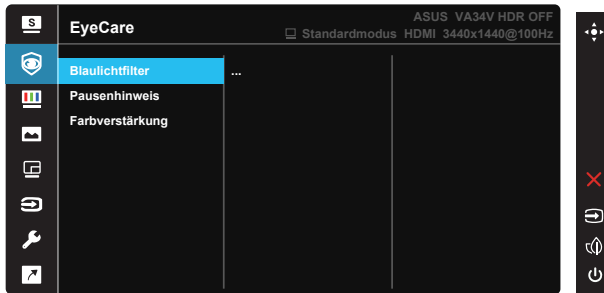 S
EyeCare
ASUS VA34V HDR OFF
Standardmodus HDMI 3440x1440@100Hz
Blaulichtfilter ...
Pausenhinweis
Farbverstärkung